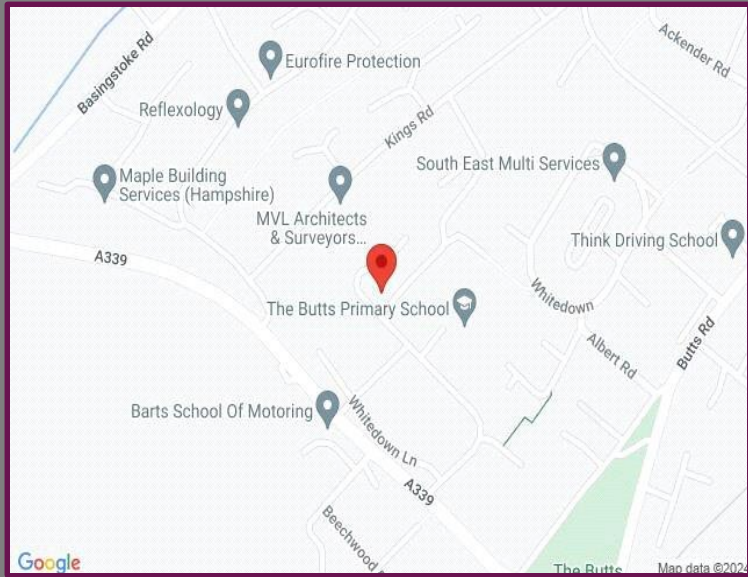 Basingstoke Rd
Eurofire Protection
Ackender Rd
Reflexology
Kings Rd
South East Multi Services
Maple Building
Services (Hampshire)
MVL Architects
& Surveyors...
Think Driving School
A339
The Butts Primary School
Whitedown
Butts Rd
Albert Rd
Barts School Of Motoring
Whitedown Ln
A339
Beechwood
Google
The Butts
Map data ©2024